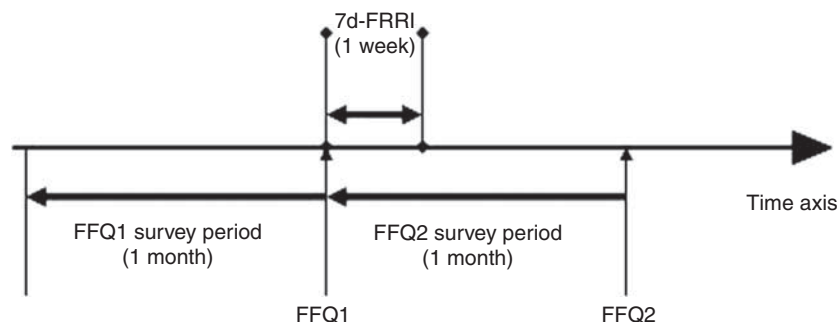 7d-FRRI
(1 week)
Time axis
FFQ1 survey period
(1 month)
FFQ2 survey period
(1 month)
FFQ1
FFQ2